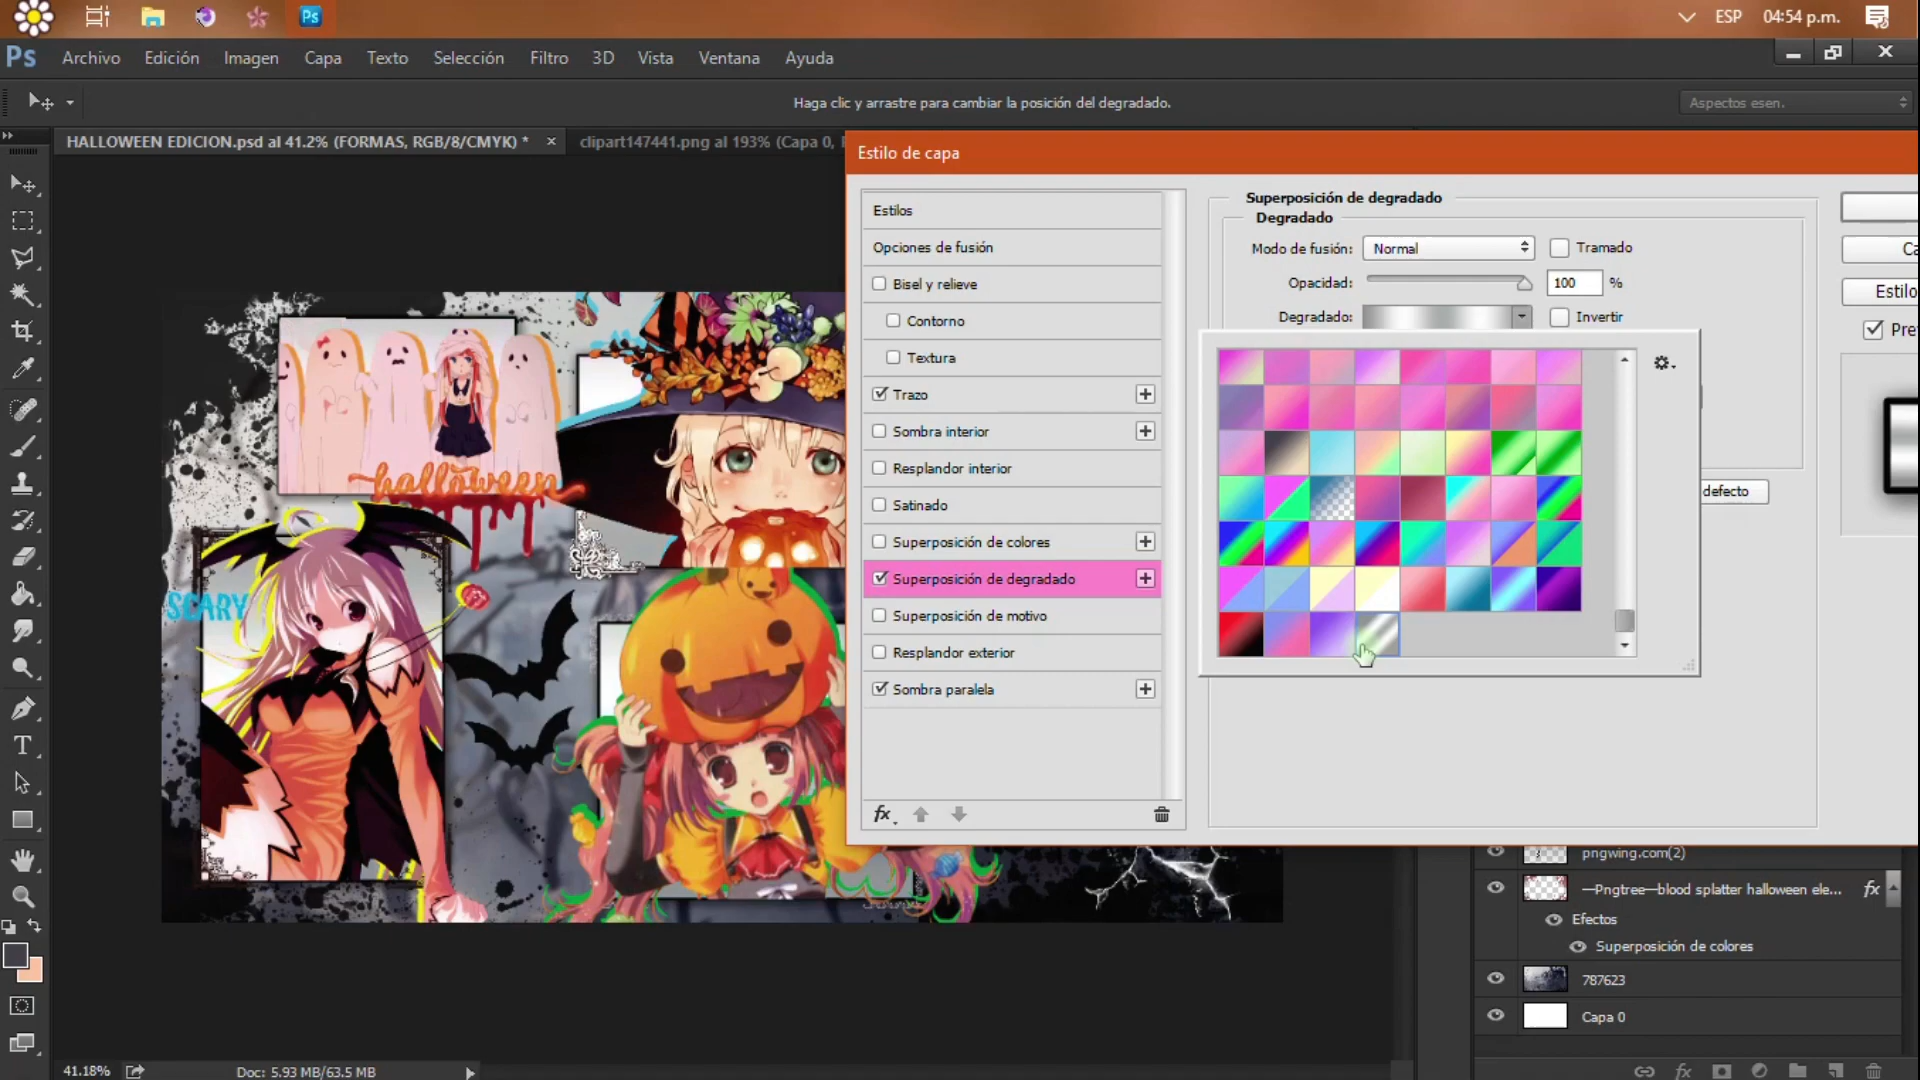 Ps
ESP 04:54 p.m.
Ps Archivo Edición Imagen Capa Texto Selección Filtro 3D Vista Ventana Ayuda
Haga clic y arrastre para cambiar la posición del degradado.
Aspectos esen.
HALLOWEEN EDICION.psd al 41.2% (FORMAS, RGB/8/CMYK) * ×
clipart147441.png al 193% (Capa 0,
Estilo de capa
Estilos
Opciones de fusión
Bisel y relieve
Contorno
Textura
Trazo
Sombra interior
Resplandor interior
Satinado
Superposición de colores
Superposición de degradado
Superposición de motivo
Resplandor exterior
Sombra paralela
fx
Superposición de degradado
Degradado
Modo de fusión: Normal Tramado
Opacidad: 100 %
Degradado: Invertir
defecto
Ca
Estilo
Pre
halloween
SCARY
T
pngwing.com(2)
—Pngtree—blood splatter halloween ele... fx
Efectos
Superposición de colores
787623
Capa 0
fx
41.18% Doc: 5.93 MB/63.5 MB